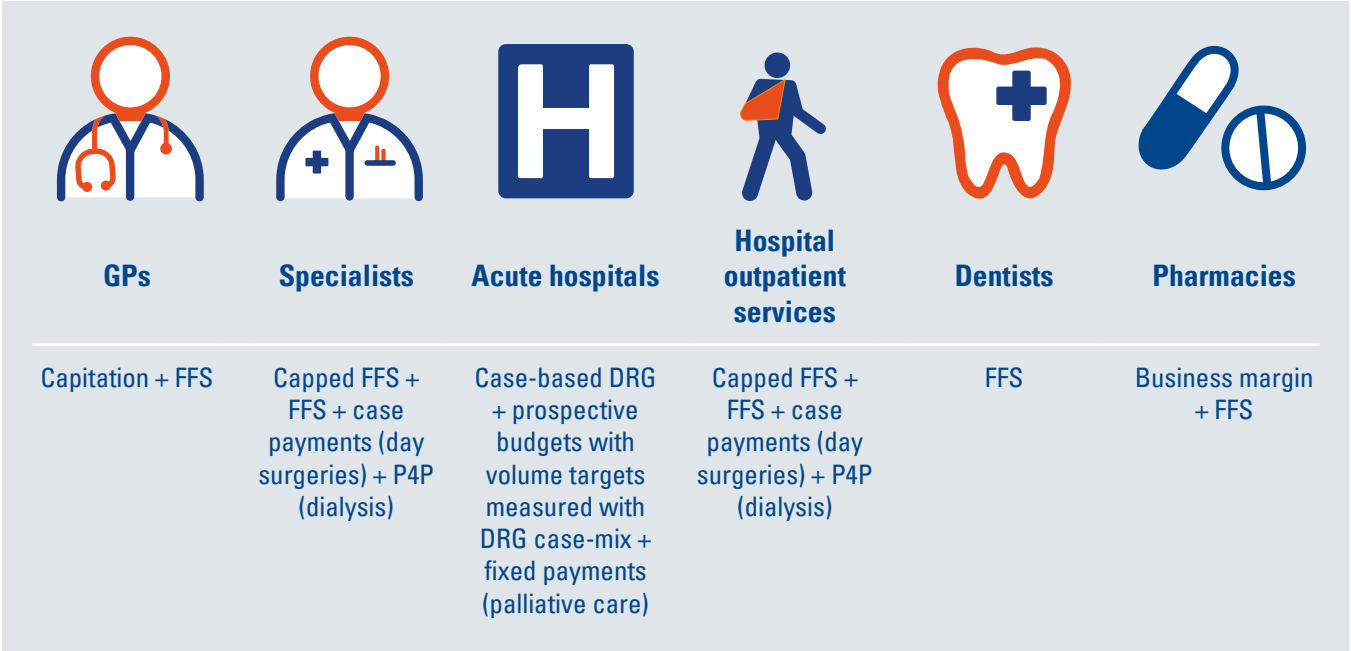 H
GPs
Specialists
Acute hospitals
Hospital
outpatient
services
Dentists
Pharmacies
Capitation + FFS
Capped FFS +
FFS + case
payments (day
surgeries) + P4P
(dialysis)
Case-based DRG
+ prospective
budgets with
volume targets
measured with
DRG case-mix +
fixed payments
(palliative care)
Capped FFS +
FFS + case
payments (day
surgeries) + P4P
(dialysis)
FFS
Business margin
+ FFS